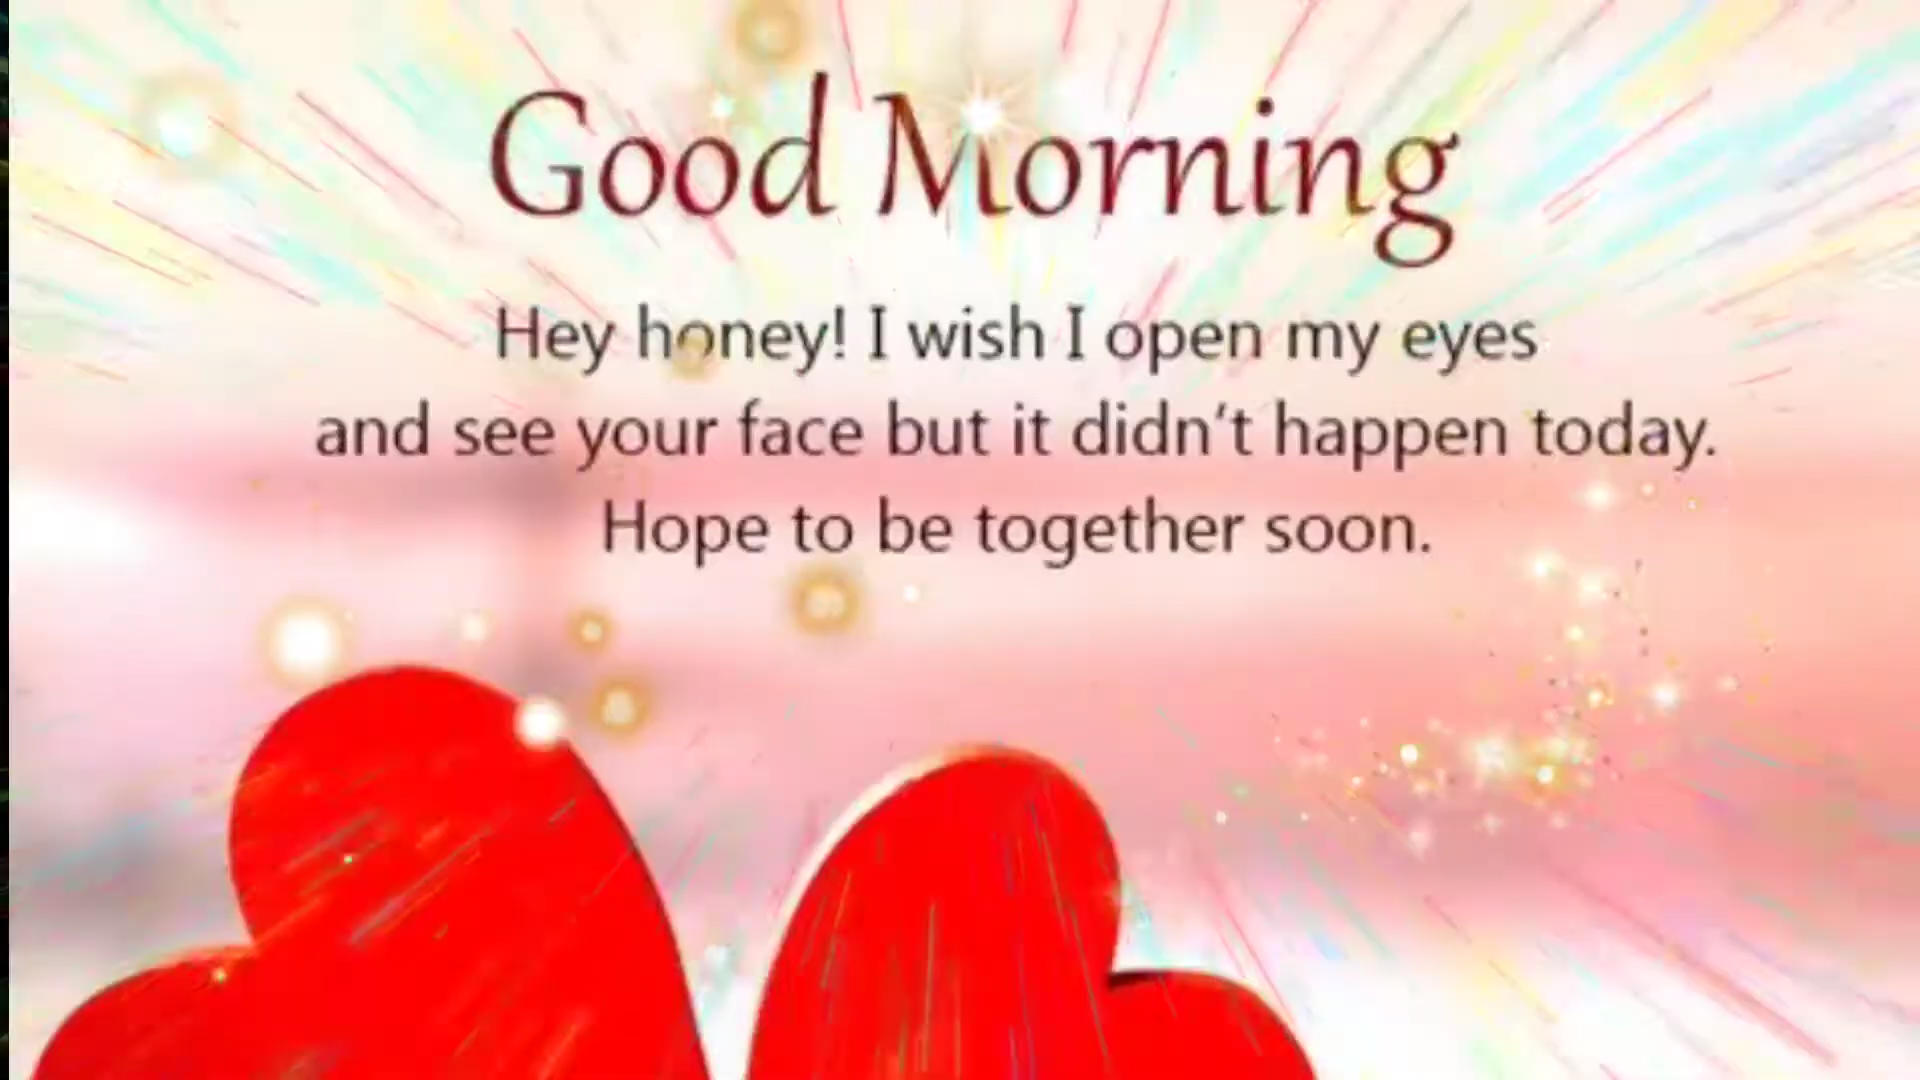 Good Morning
Hey honey! I wish I open my eyes
and see your face but it didn’t happen today.
Hope to be together soon.